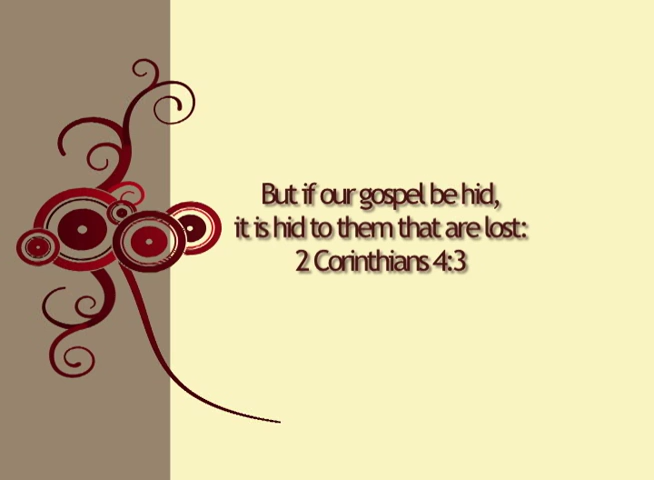 But if our gospel be hid,
it is hid to them that are lost:
2 Corinthians 4:3